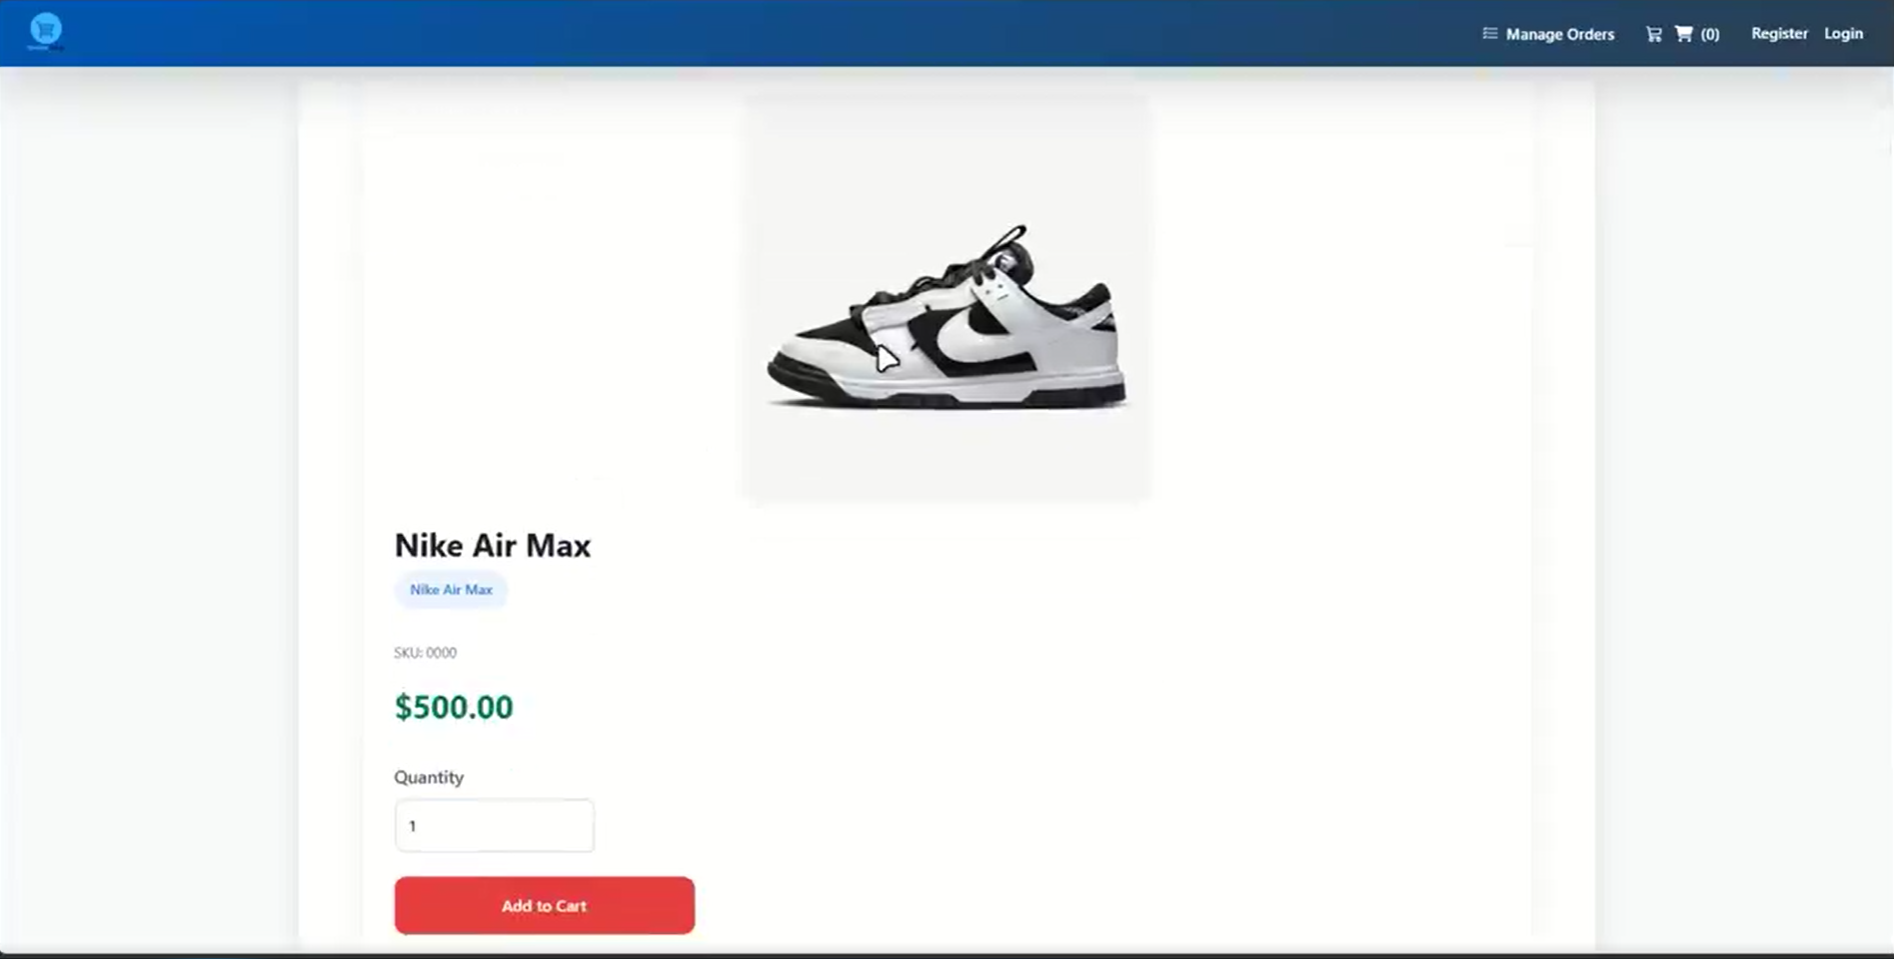 Manage Orders
(0)
Register
Login
Nike Air Max
Nike Air Max
SKU: 0000
$500.00
Quantity
1
Add to Cart